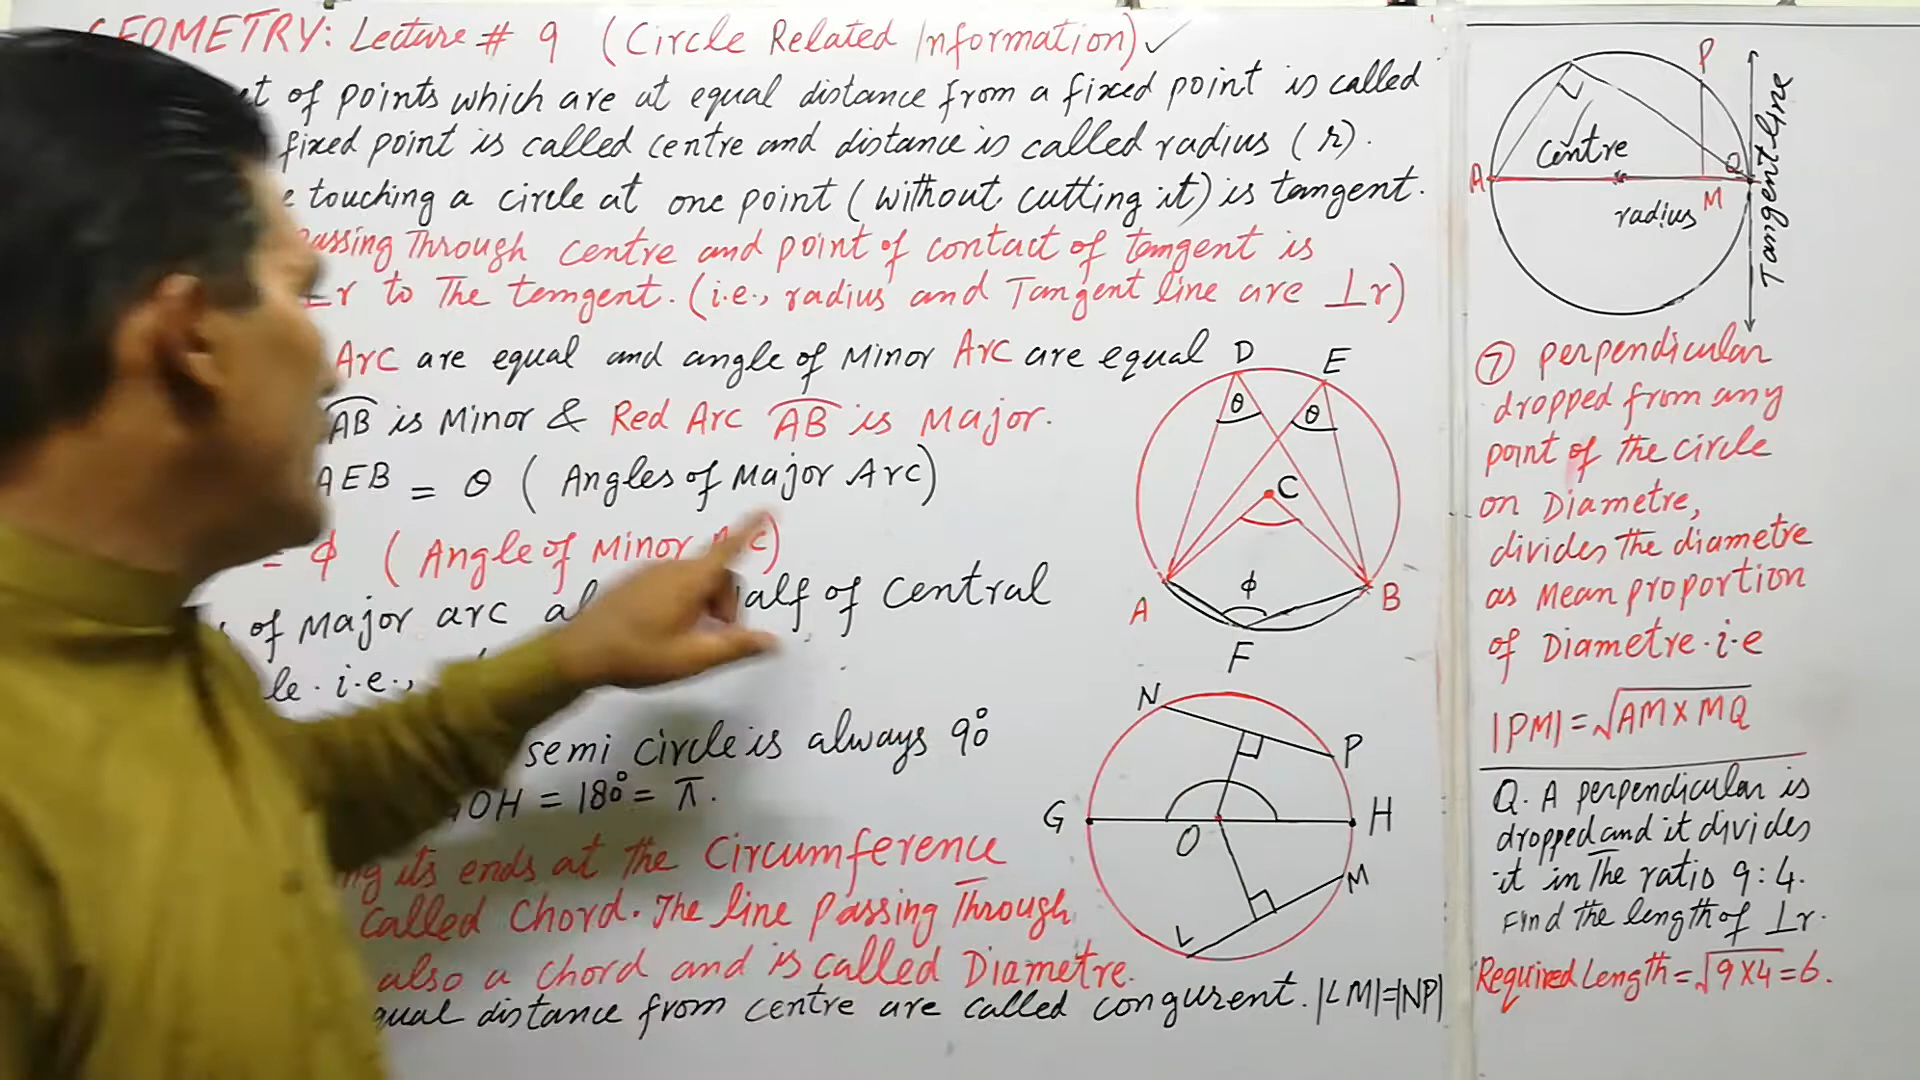 GEOMETRY: Lecture # 9 (Circle Related Information) ✓
of points which are at equal distance from a fixed point is called
fixed point is called centre and distance is called radius (r).
touching a circle at one point (without cutting it) is tangent.
Passing Through centre and point of contact of tangent is
⊥r to The tangent. (i.e., radius and Tangent line are ⊥r)
Arc are equal and angle of Minor Arc are equal
AB is Minor & Red Arc AB is Major.
AEB = θ ( Angles of Major Arc)
= ϕ ( Angle of Minor Arc)
of Major arc half of Central
i.e.,
semi circle is always 90°
GOH = 180° = π.
its ends at the Circumference
called Chord. The line Passing Through
also a chord and is called Diametre.
equal distance from centre are called congurent. |LM|=|NP|
D E
θ θ
C
A ϕ B
F
N
P
G O H
M
L
P
Centre
A M Q
radius
Tangent line
⑦ Perpendicular
dropped from any
point of the circle
on Diametre,
divides the diametre
as Mean proportion
of Diametre. i.e
|PM| = √AM×MQ
Q. A perpendicular is
dropped and it divides
it in The ratio 9:4.
Find the length of ⊥r.
Required Length = √9×4 = 6.